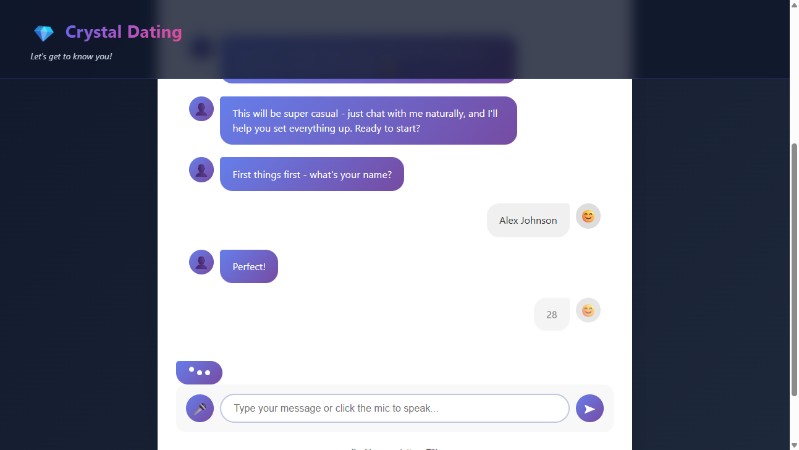 Crystal Dating
Let's get to know you!
This will be super casual - just chat with me naturally, and I'll
help you set everything up. Ready to start?
First things first - what's your name?
Alex Johnson
Perfect!
28
Type your message or click the mic to speak...